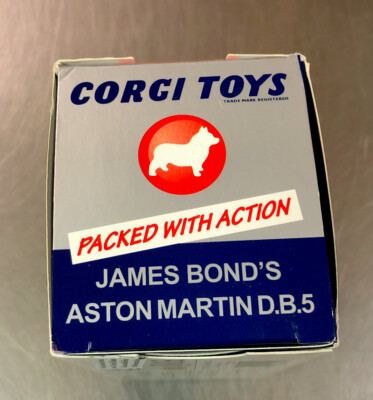 CORGI TOYS
TRADE MARK REGISTERED
PACKED WITH ACTION
JAMES BOND'S
ASTON MARTIN D.B.5